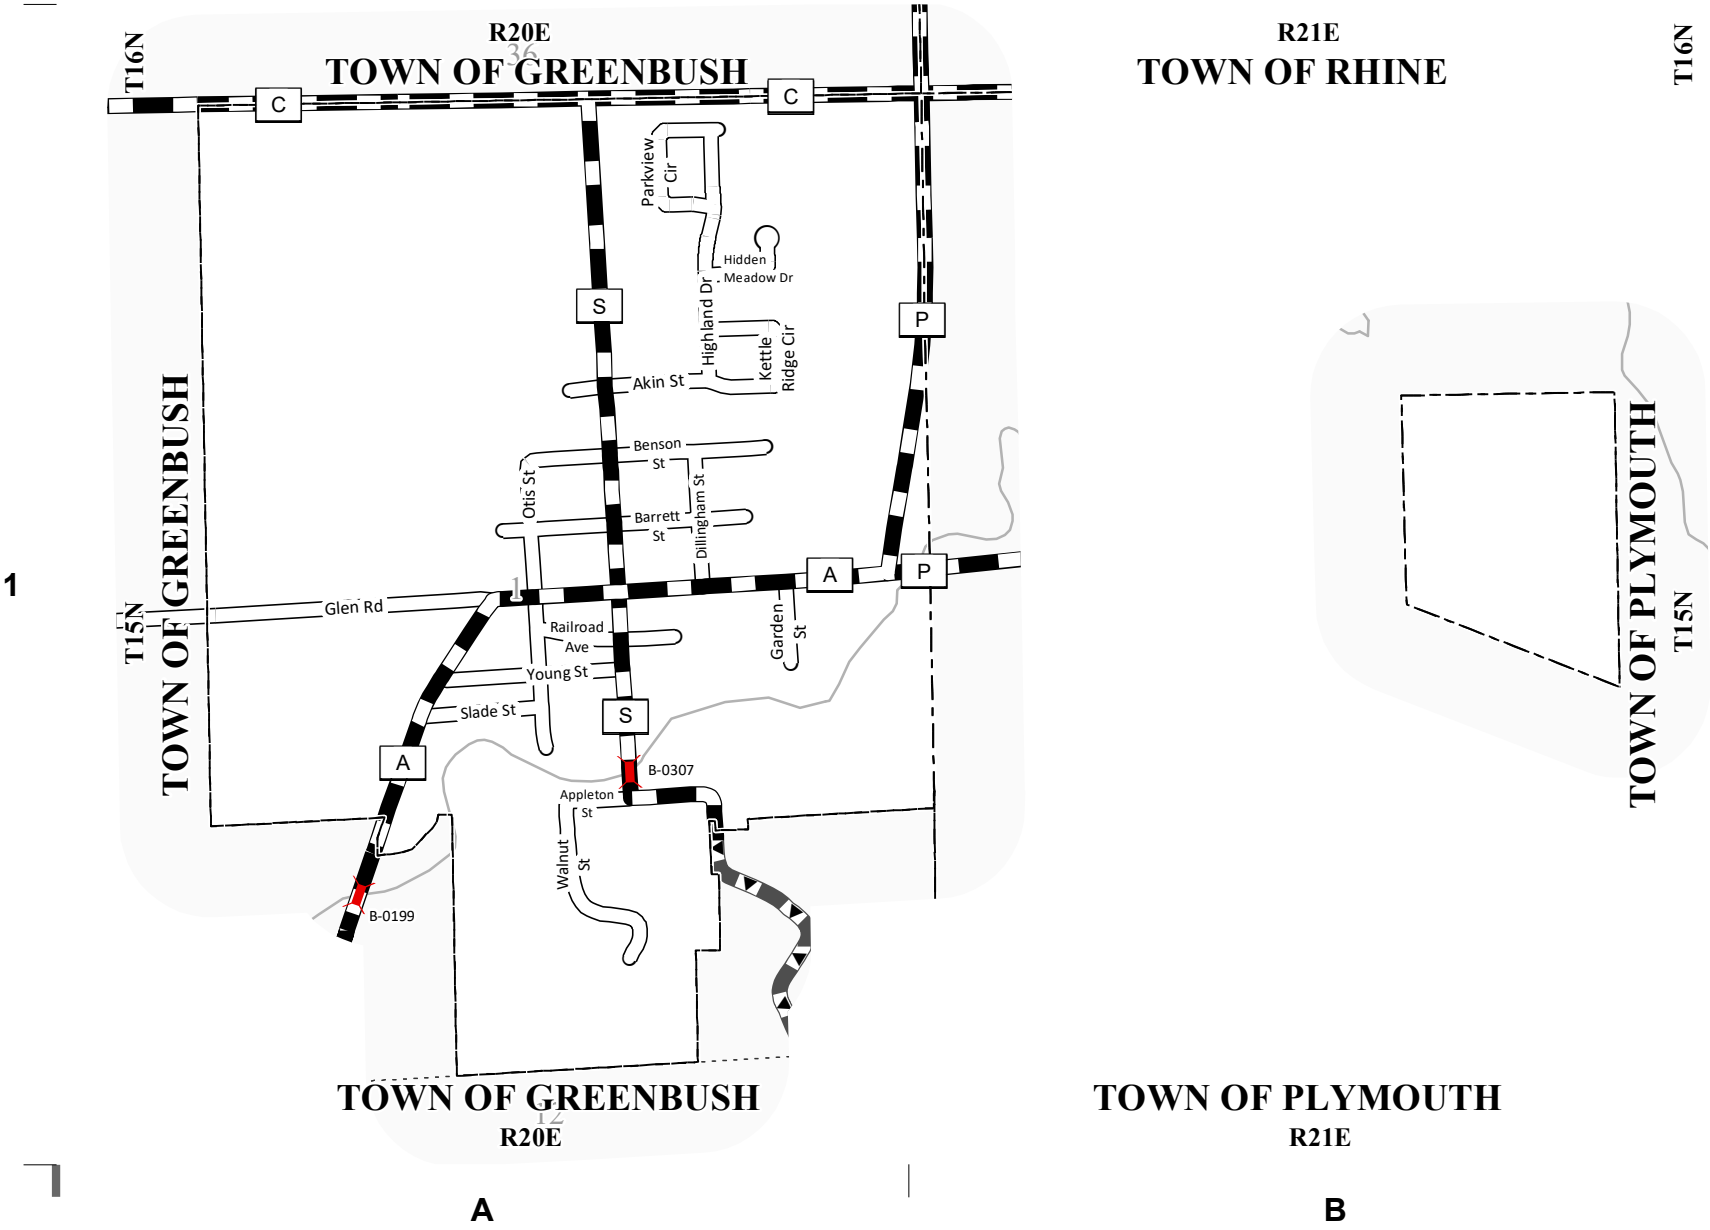 R20E
R21E
T16N
T16N
36
TOWN OF GREENBUSH
TOWN OF RHINE
C
C
Parkview
Cir
Hidden
Meadow Dr
S
P
Highland Dr
Kettle
Ridge Cir
Akin St
TOWN OF GREENBUSH
TOWN OF PLYMOUTH
Benson
St
Otis St
Dillingham St
Barrett
St
1
1
A
P
Glen Rd
T15N
T15N
Railroad
Ave
Garden
St
Young St
Slade St
S
A
B-0307
Appleton
St
Walnut
St
B-0199
TOWN OF GREENBUSH
TOWN OF PLYMOUTH
12
R20E
R21E
A
B